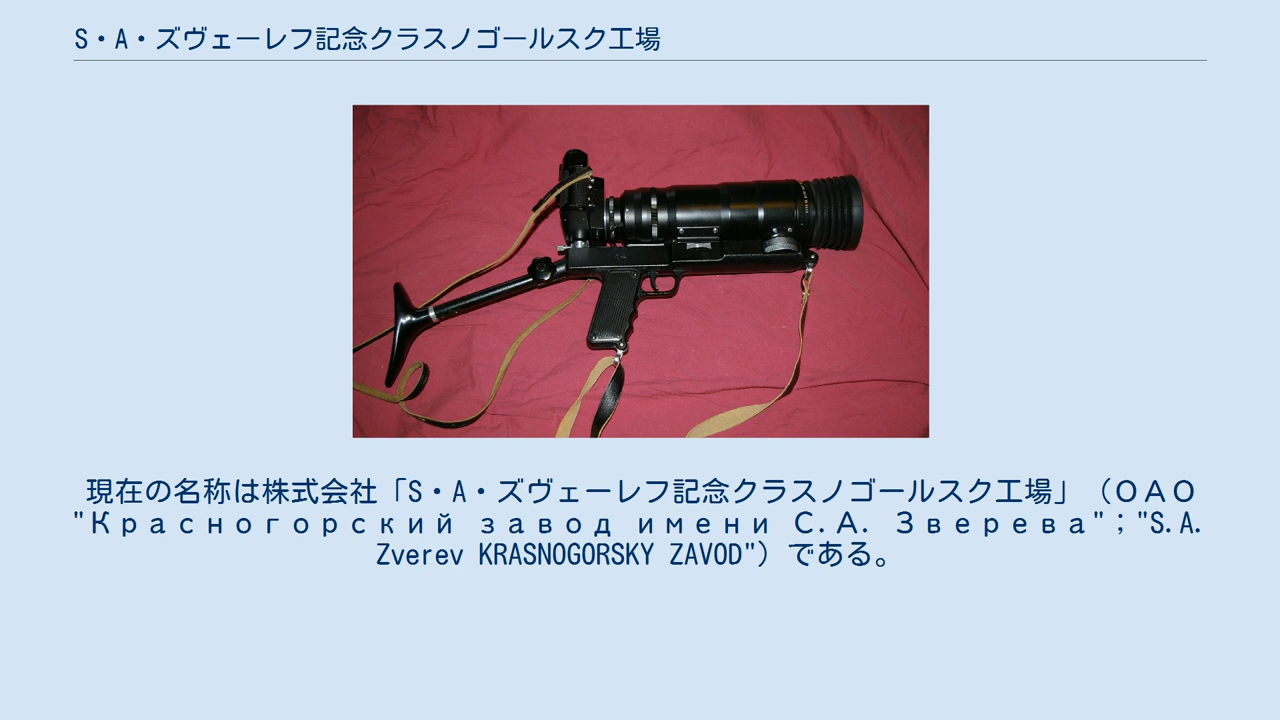 S・A・ズヴェーレフ記念クラスノゴールスク工場
現在の名称は株式会社「S・A・ズヴェーレフ記念クラスノゴールスク工場」（ОАО
"Красногорский завод имени С.А. Зверева"；"S.A.
Zverev KRASNOGORSKY ZAVOD"）である。